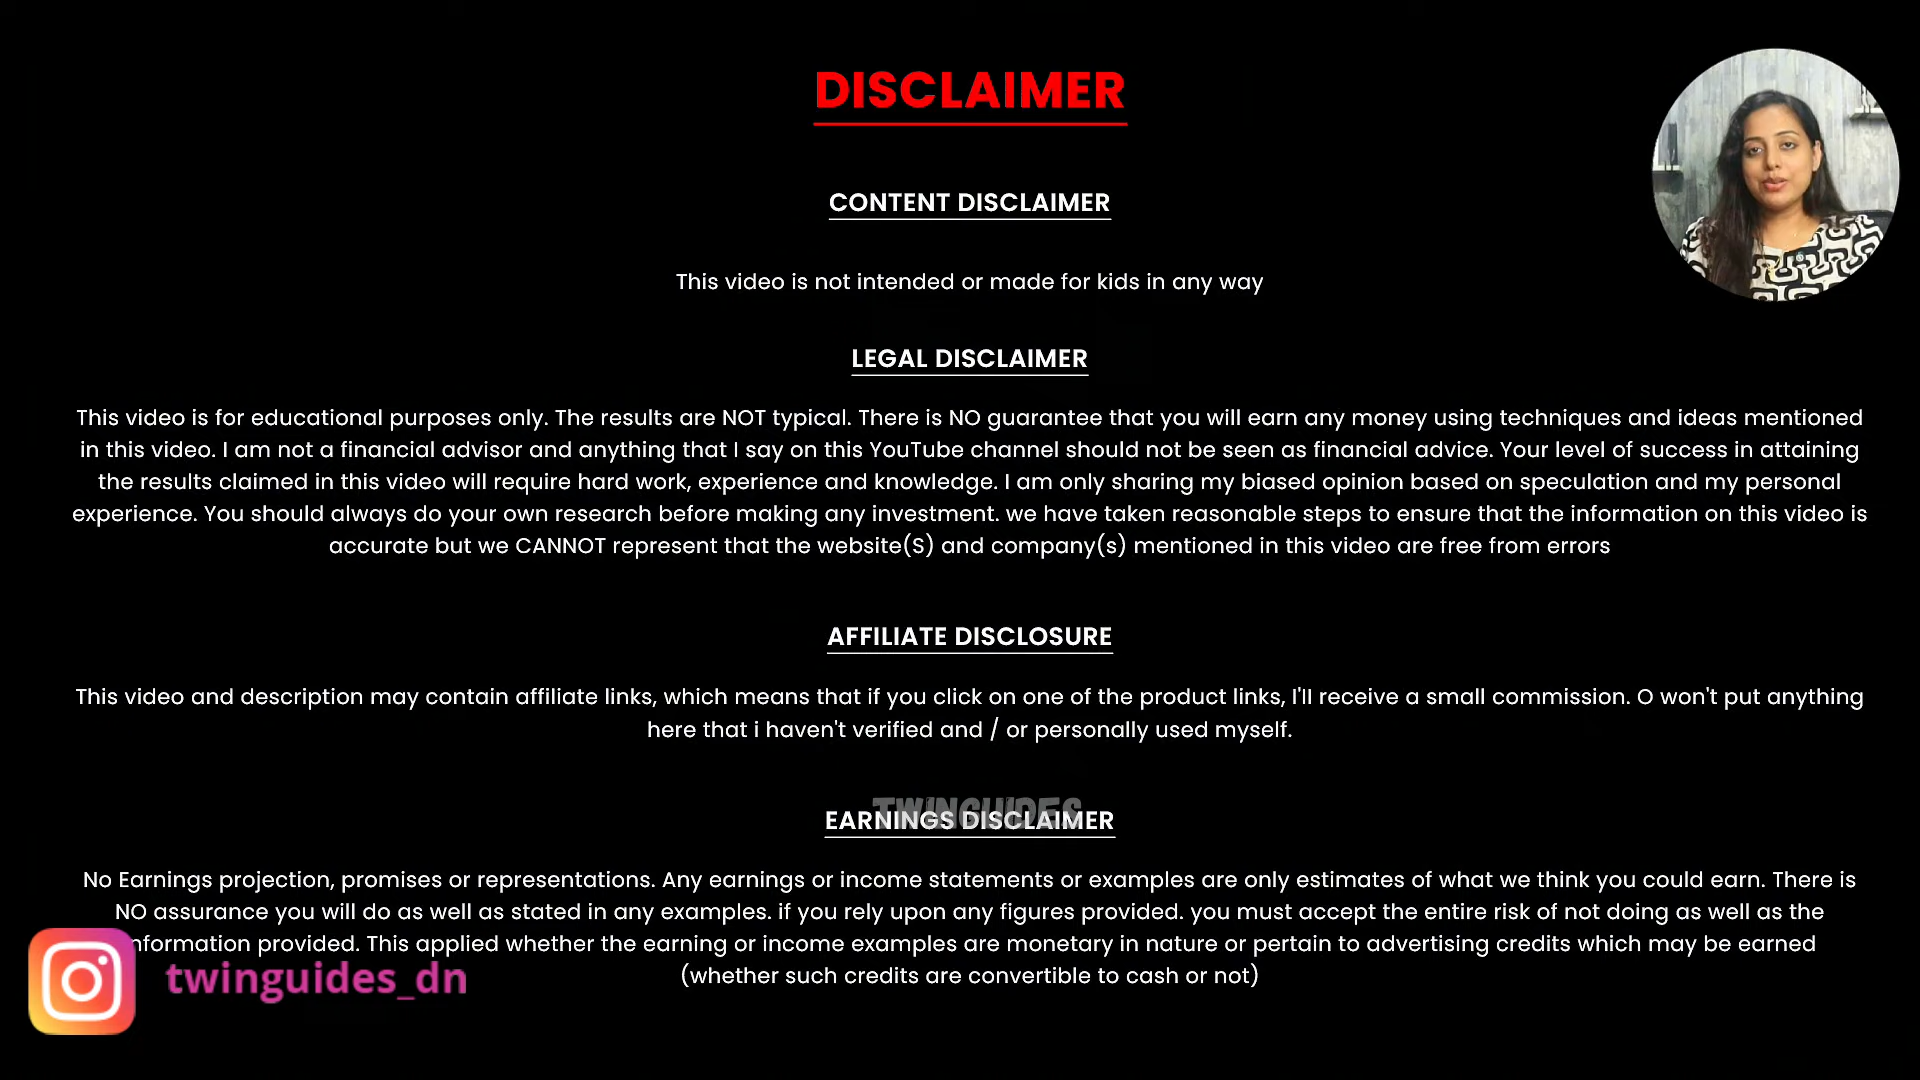 DISCLAIMER
CONTENT DISCLAIMER
This video is not intended or made for kids in any way
LEGAL DISCLAIMER
This video is for educational purposes only. The results are NOT typical. There is NO guarantee that you will earn any money using techniques and ideas mentioned
in this video. I am not a financial advisor and anything that I say on this YouTube channel should not be seen as financial advice. Your level of success in attaining
the results claimed in this video will require hard work, experience and knowledge. I am only sharing my biased opinion based on speculation and my personal
experience. You should always do your own research before making any investment. we have taken reasonable steps to ensure that the information on this video is
accurate but we CANNOT represent that the website(S) and company(s) mentioned in this video are free from errors
AFFILIATE DISCLOSURE
This video and description may contain affiliate links, which means that if you click on one of the product links, I'll receive a small commission. O won't put anything
here that i haven't verified and / or personally used myself.
TWINGUIDES
EARNINGS DISCLAIMER
No Earnings projection, promises or representations. Any earnings or income statements or examples are only estimates of what we think you could earn. There is
NO assurance you will do as well as stated in any examples. if you rely upon any figures provided. you must accept the entire risk of not doing as well as the
nformation provided. This applied whether the earning or income examples are monetary in nature or pertain to advertising credits which may be earned
(whether such credits are convertible to cash or not)
twinguides_dn